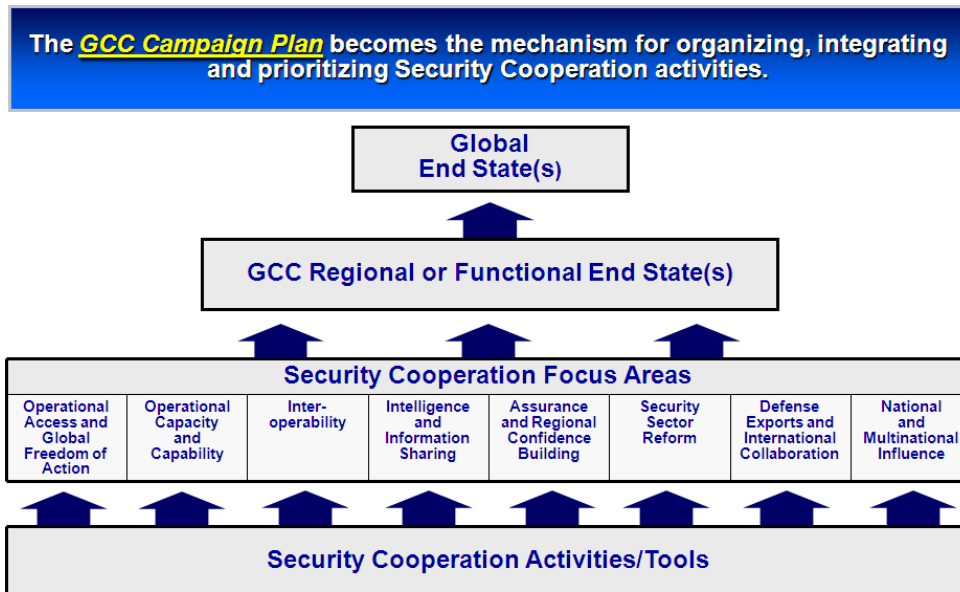 The GCC Campaign Plan becomes the mechanism for organizing, integrating
and prioritizing Security Cooperation activities.
Global
End State(s)
GCC Regional or Functional End State(s)
Security Cooperation Focus Areas
Operational
Access and
Global
Freedom of
Action
Operational
Capacity
and
Capability
Inter-
operability
Intelligence
and
Information
Sharing
Assurance
and Regional
Confidence
Building
Security
Sector
Reform
Defense
Exports and
International
Collaboration
National
and
Multinational
Influence
Security Cooperation Activities/Tools